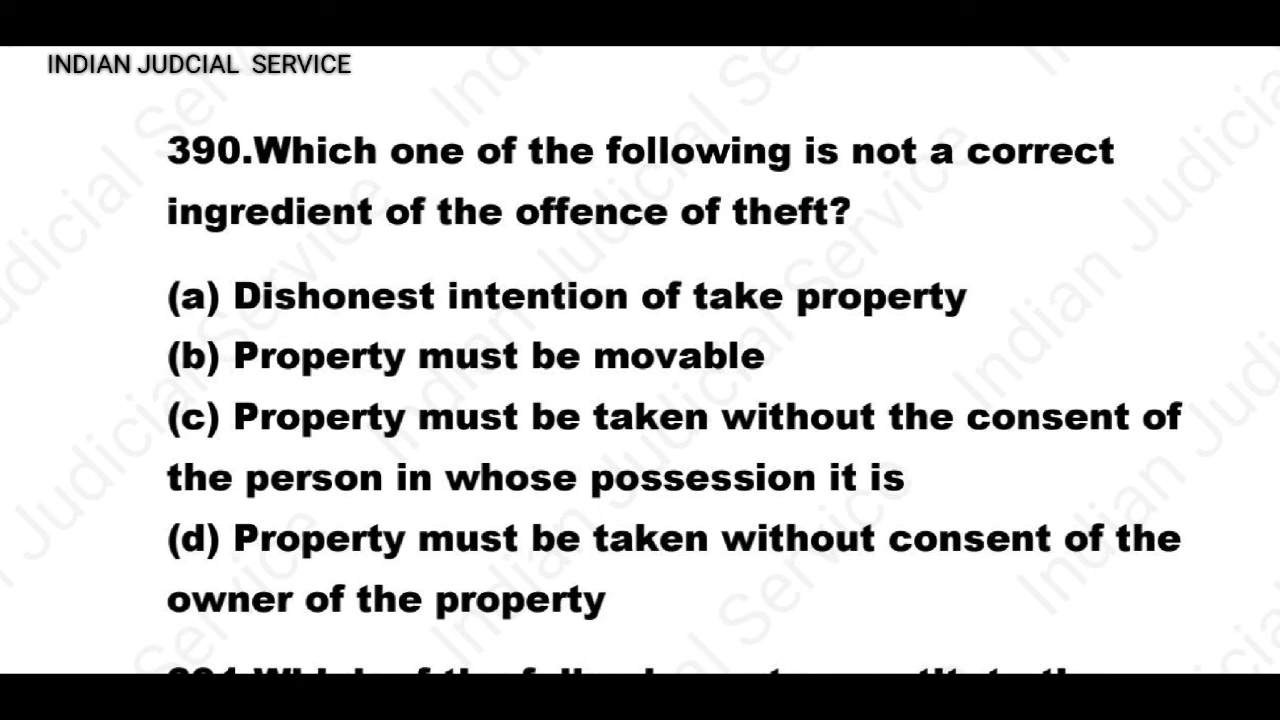 INDIAN JUDCIAL SERVICE
390.Which one of the following is not a correct
ingredient of the offence of theft?
(a) Dishonest intention of take property
(b) Property must be movable
(c) Property must be taken without the consent of
the person in whose possession it is
(d) Property must be taken without consent of the
owner of the property